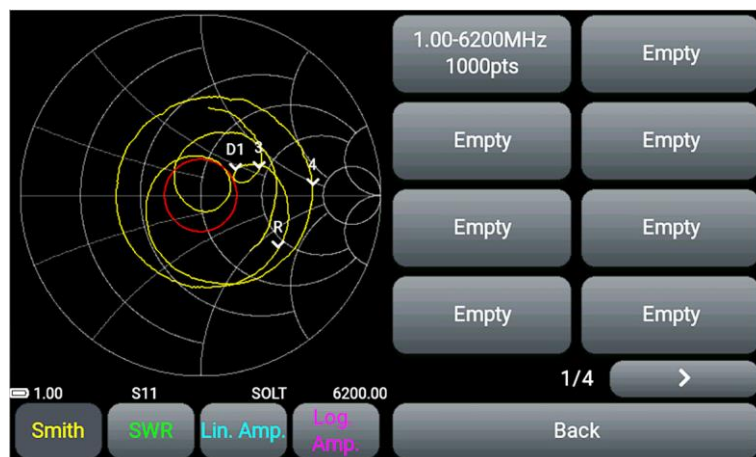 D1
3
4
R
1.00
S11
SOLT
6200.00
Smith
SWR
Lin. Amp.
Log.
Amp.
1.00-6200MHz
1000pts
Empty
Empty
Empty
Empty
Empty
Empty
Empty
1/4
>
Back